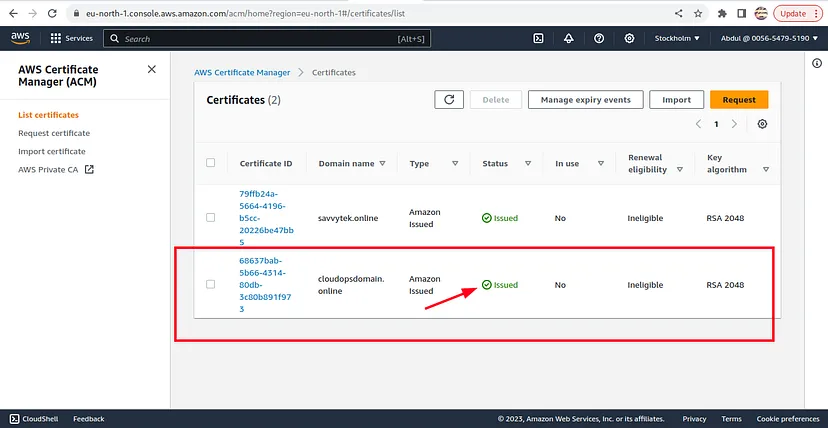 eu-north-1.console.aws.amazon.com/acm/home?region=eu-north-1#/certificates/list
Update
aws
Services
Search
[Alt+S]
Stockholm
Abdul @ 0056-5479-5190
AWS Certificate
Manager (ACM)
List certificates
Request certificate
Import certificate
AWS Private CA
AWS Certificate Manager
Certificates
Certificates (2)
Delete
Manage expiry events
Import
Request
1
Certificate ID
Domain name
Type
Status
In use
Renewal
eligibility
Key
algorithm
79ffb24a-
5664-4196-
b5cc-
20226be47bb
5
savvytek.online
Amazon
Issued
Issued
No
Ineligible
RSA 2048
68637bab-
5b66-4314-
80db-
3c80b891f97
3
cloudopsdomain.
online
Amazon
Issued
Issued
No
Ineligible
RSA 2048
CloudShell
Feedback
© 2023, Amazon Web Services, Inc. or its affiliates.
Privacy
Terms
Cookie preferences